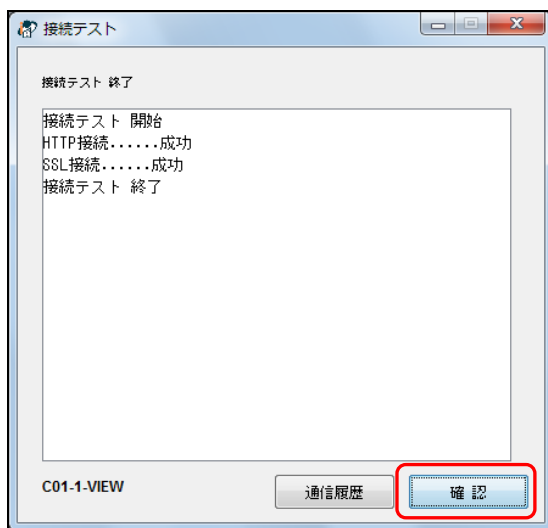 接続テスト
接続テスト 終了
接続テスト 開始
HTTP接続......成功
SSL接続......成功
接続テスト 終了
C01-1-VIEW
通信履歴
確 認